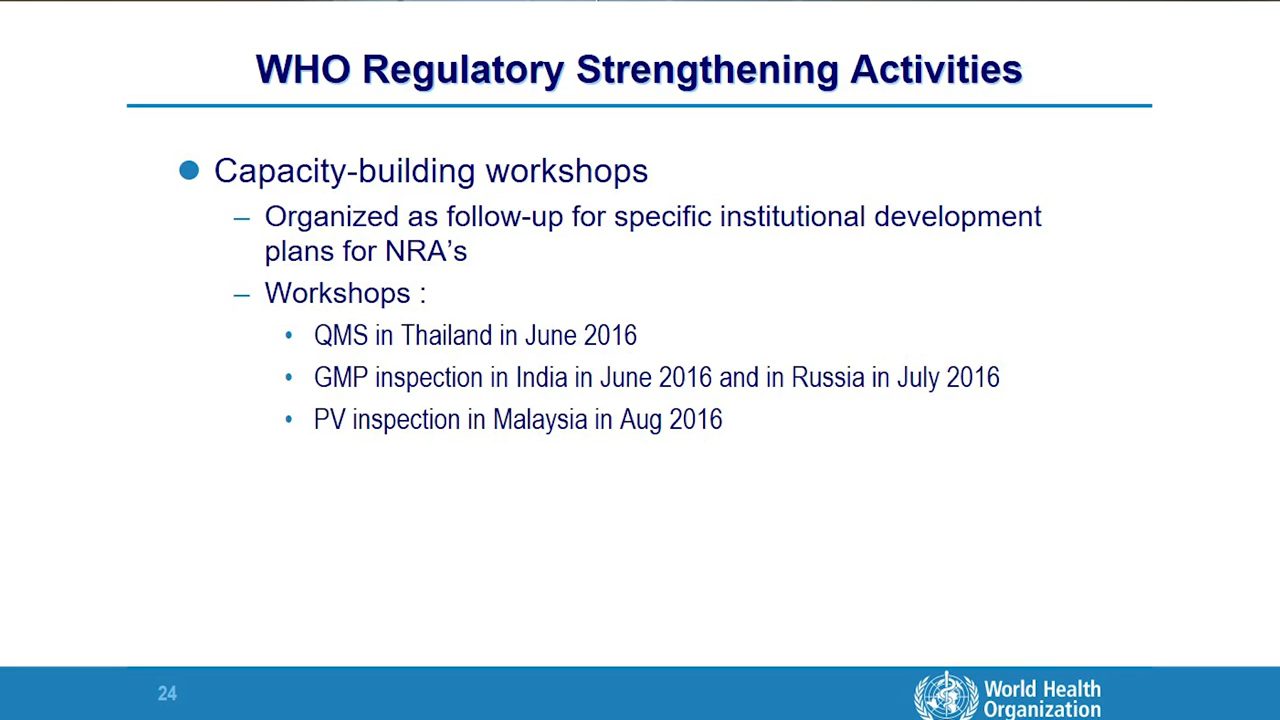 WHO Regulatory Strengthening Activities
Capacity-building workshops
– Organized as follow-up for specific institutional development
plans for NRA’s
– Workshops :
• QMS in Thailand in June 2016
• GMP inspection in India in June 2016 and in Russia in July 2016
• PV inspection in Malaysia in Aug 2016
24
World Health
Organization